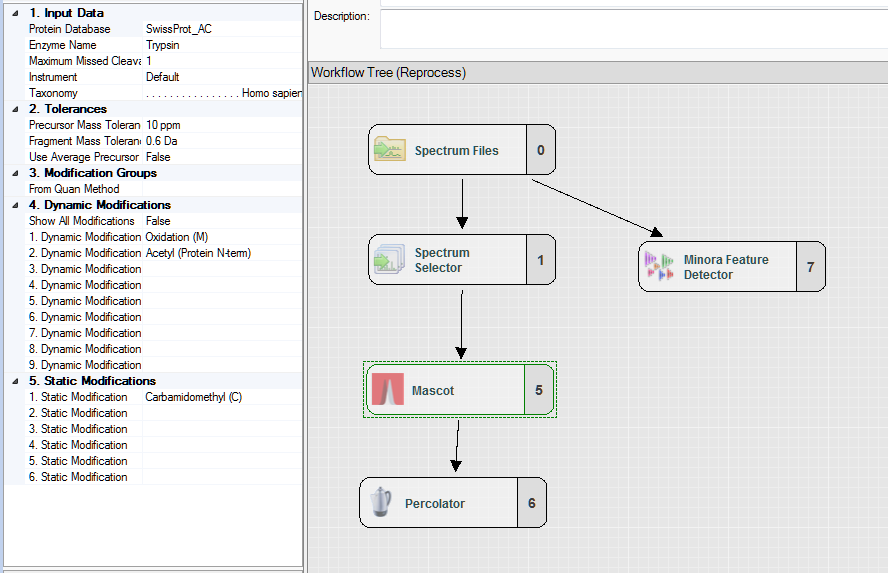 1. Input Data
Protein Database SwissProt_AC
Enzyme Name Trypsin
Maximum Missed Cleava 1
Instrument Default
Taxonomy . . . . . . . . . . . . . . . . Homo sapien
2. Tolerances
Precursor Mass Toleran 10 ppm
Fragment Mass Toleranc 0.6 Da
Use Average Precursor False
3. Modification Groups
From Quan Method
4. Dynamic Modifications
Show All Modifications False
1. Dynamic Modification Oxidation (M)
2. Dynamic Modification Acetyl (Protein N-term)
3. Dynamic Modification
4. Dynamic Modification
5. Dynamic Modification
6. Dynamic Modification
7. Dynamic Modification
8. Dynamic Modification
9. Dynamic Modification
5. Static Modifications
1. Static Modification Carbamidomethyl (C)
2. Static Modification
3. Static Modification
4. Static Modification
5. Static Modification
6. Static Modification
Description:
Workflow Tree (Reprocess)
Spectrum Files 0
Spectrum
Selector 1
Minora Feature
Detector 7
Mascot 5
Percolator 6